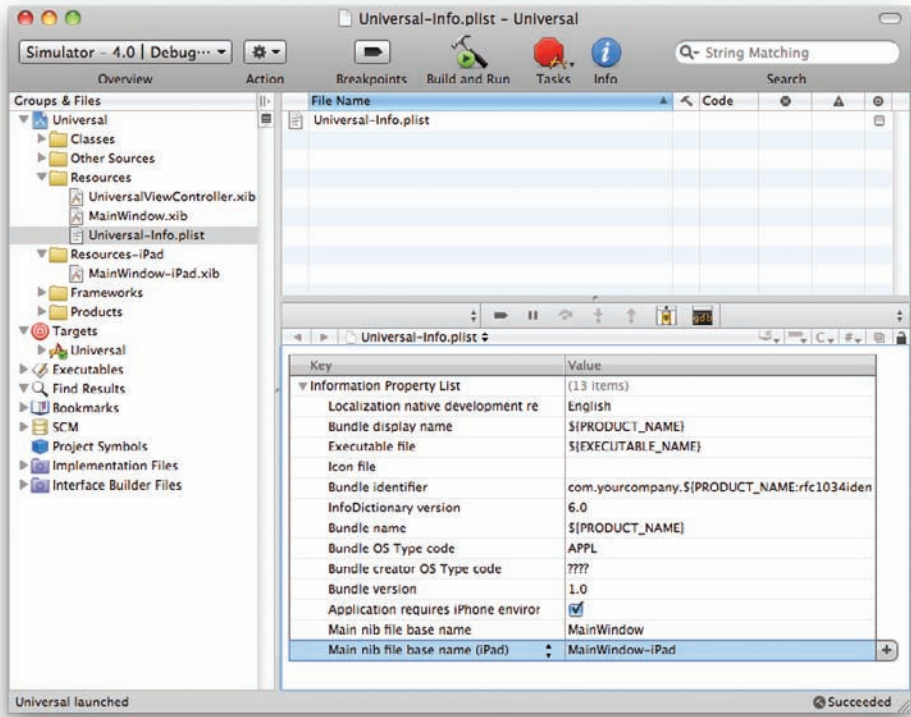 Universal-Info.plist – Universal
Simulator – 4.0 | Debug···
String Matching
Overview
Action
Breakpoints
Build and Run
Tasks
Info
Search
Groups & Files
Universal
Classes
Other Sources
Resources
UniversalViewController.xib
MainWindow.xib
Universal-Info.plist
Resources-iPad
MainWindow-iPad.xib
Frameworks
Products
Targets
Universal
Executables
Find Results
Bookmarks
SCM
Project Symbols
Implementation Files
Interface Builder Files
File Name Code
Universal-Info.plist
gdb
Universal-Info.plist
C #
Key Value
Information Property List (13 items)
Localization native development re English
Bundle display name ${PRODUCT_NAME}
Executable file ${EXECUTABLE_NAME}
Icon file
Bundle identifier com.yourcompany.${PRODUCT_NAME:rfc1034iden
InfoDictionary version 6.0
Bundle name ${PRODUCT_NAME}
Bundle OS Type code APPL
Bundle creator OS Type code ????
Bundle version 1.0
Application requires iPhone enviror
Main nib file base name MainWindow
Main nib file base name (iPad) MainWindow-iPad
Universal launched
Succeeded